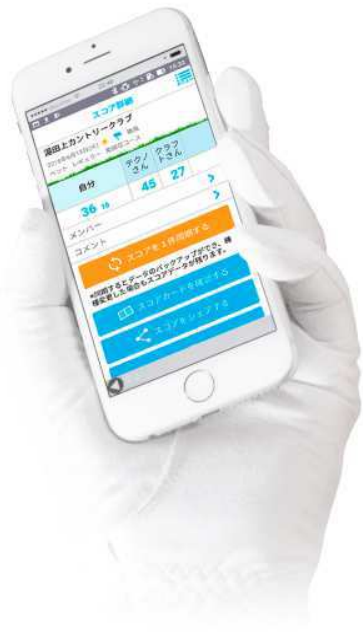 スコア詳細
湯田上カントリークラブ
自分
テクノ
さん
クラフ
トさん
36 16
45
27
メンバー
コメント
スコアを1件同期する
※同期するとデータのバックアップができ、機
種変更した場合もスコアデータが残ります。
スコアカードを確認する
スコアをシェアする